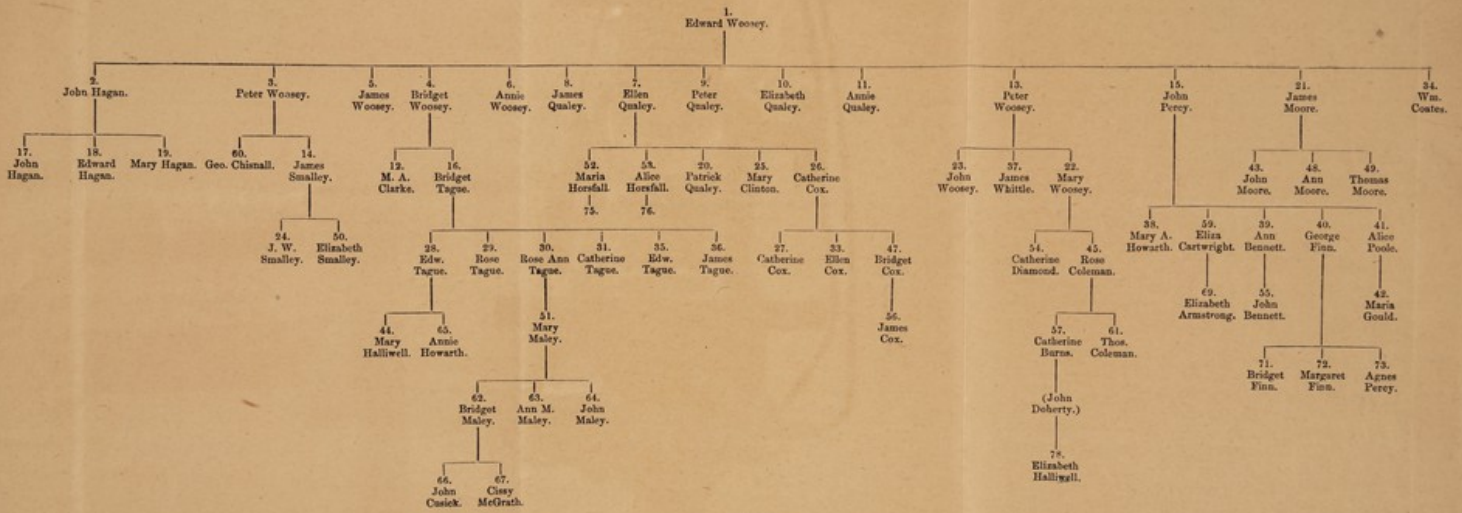 1.
Edward Woosey.
2.
John Hagan.
3.
Peter Woosey.
5.
James
Woosey.
4.
Bridget
Woosey.
6.
Annie
Woosey.
8.
James
Qualey.
7.
Ellen
Qualey.
9.
Peter
Qualey.
10.
Elizabeth
Qualey.
11.
Annie
Qualey.
13.
Peter
Woosey.
15.
John
Percy.
21.
James
Moore.
34.
Wm.
Coates.
17.
John
Hagan.
18.
Edward
Hagan.
19.
Mary Hagan.
60.
Geo. Chisnall.
14.
James
Smalley.
12.
M. A.
Clarke.
16.
Bridget
Tague.
52.
Maria
Horsfall.
53.
Alice
Horsfall.
20.
Patrick
Qualey.
25.
Mary
Clinton.
26.
Catherine
Cox.
23.
John
Woosey.
37.
James
Whittle.
22.
Mary
Woosey.
43.
John
Moore.
48.
Ann
Moore.
49.
Thomas
Moore.
75.
76.
24.
J. W.
Smalley.
50.
Elizabeth
Smalley.
28.
Edw.
Tague.
29.
Rose
Tague.
30.
Rose Ann
Tague.
31.
Catherine
Tague.
35.
Edw.
Tague.
36.
James
Tague.
27.
Catherine
Cox.
33.
Ellen
Cox.
47.
Bridget
Cox.
54.
Catherine
Diamond.
45.
Rose
Coleman.
38.
Mary A.
Howarth.
59.
Eliza
Cartwright.
39.
Ann
Bennett.
40.
George
Finn.
41.
Alice
Poole.
44.
Mary
Halliwell.
65.
Annie
Howarth.
51.
Mary
Maley.
56.
James
Cox.
57.
Catherine
Burns.
61.
Thos.
Coleman.
69.
Elizabeth
Armstrong.
55.
John
Bennett.
42.
Maria
Gould.
71.
Bridget
Finn.
72.
Margaret
Finn.
73.
Agnes
Percy.
62.
Bridget
Maley.
63.
Ann M.
Maley.
64.
John
Maley.
(John
Doherty.)
78.
Elizabeth
Halliwell.
66.
John
Cusick.
67.
Cissy
McGrath.